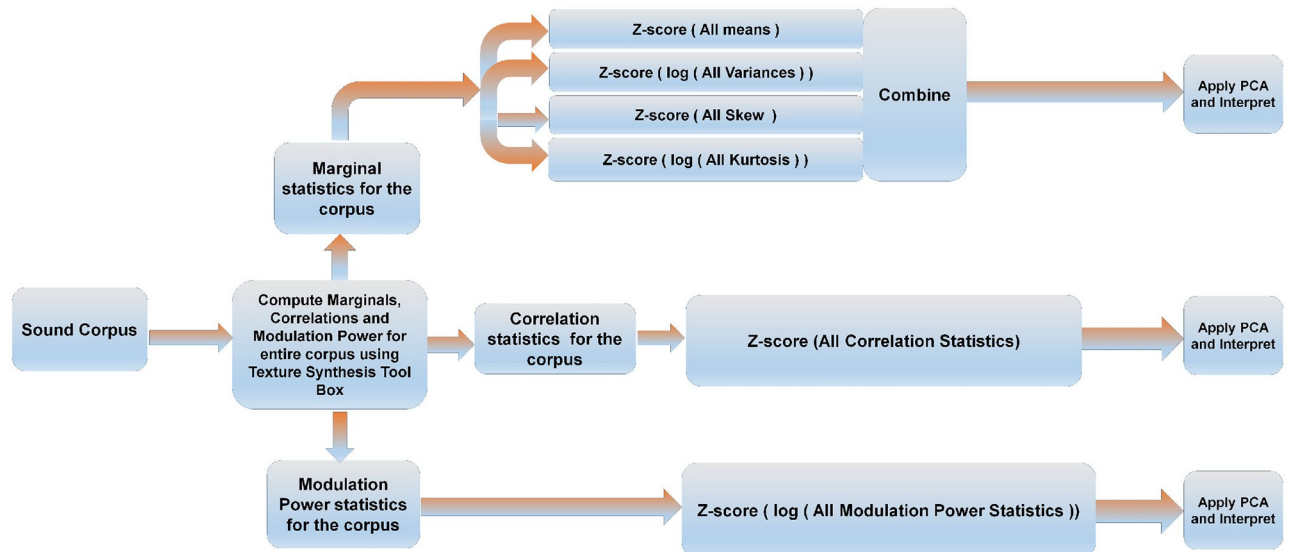 Z-score ( All means )
Z-score ( log ( All Variances ) )
Z-score ( All Skew )
Z-score ( log ( All Kurtosis ) )
Combine
Apply PCA
and Interpret
Marginal
statistics for the
corpus
Sound Corpus
Compute Marginals,
Correlations and
Modulation Power for
entire corpus using
Texture Synthesis Tool
Box
Correlation
statistics for the
corpus
Z-score (All Correlation Statistics)
Apply PCA
and Interpret
Modulation
Power statistics
for the corpus
Z-score ( log ( All Modulation Power Statistics ))
Apply PCA
and Interpret